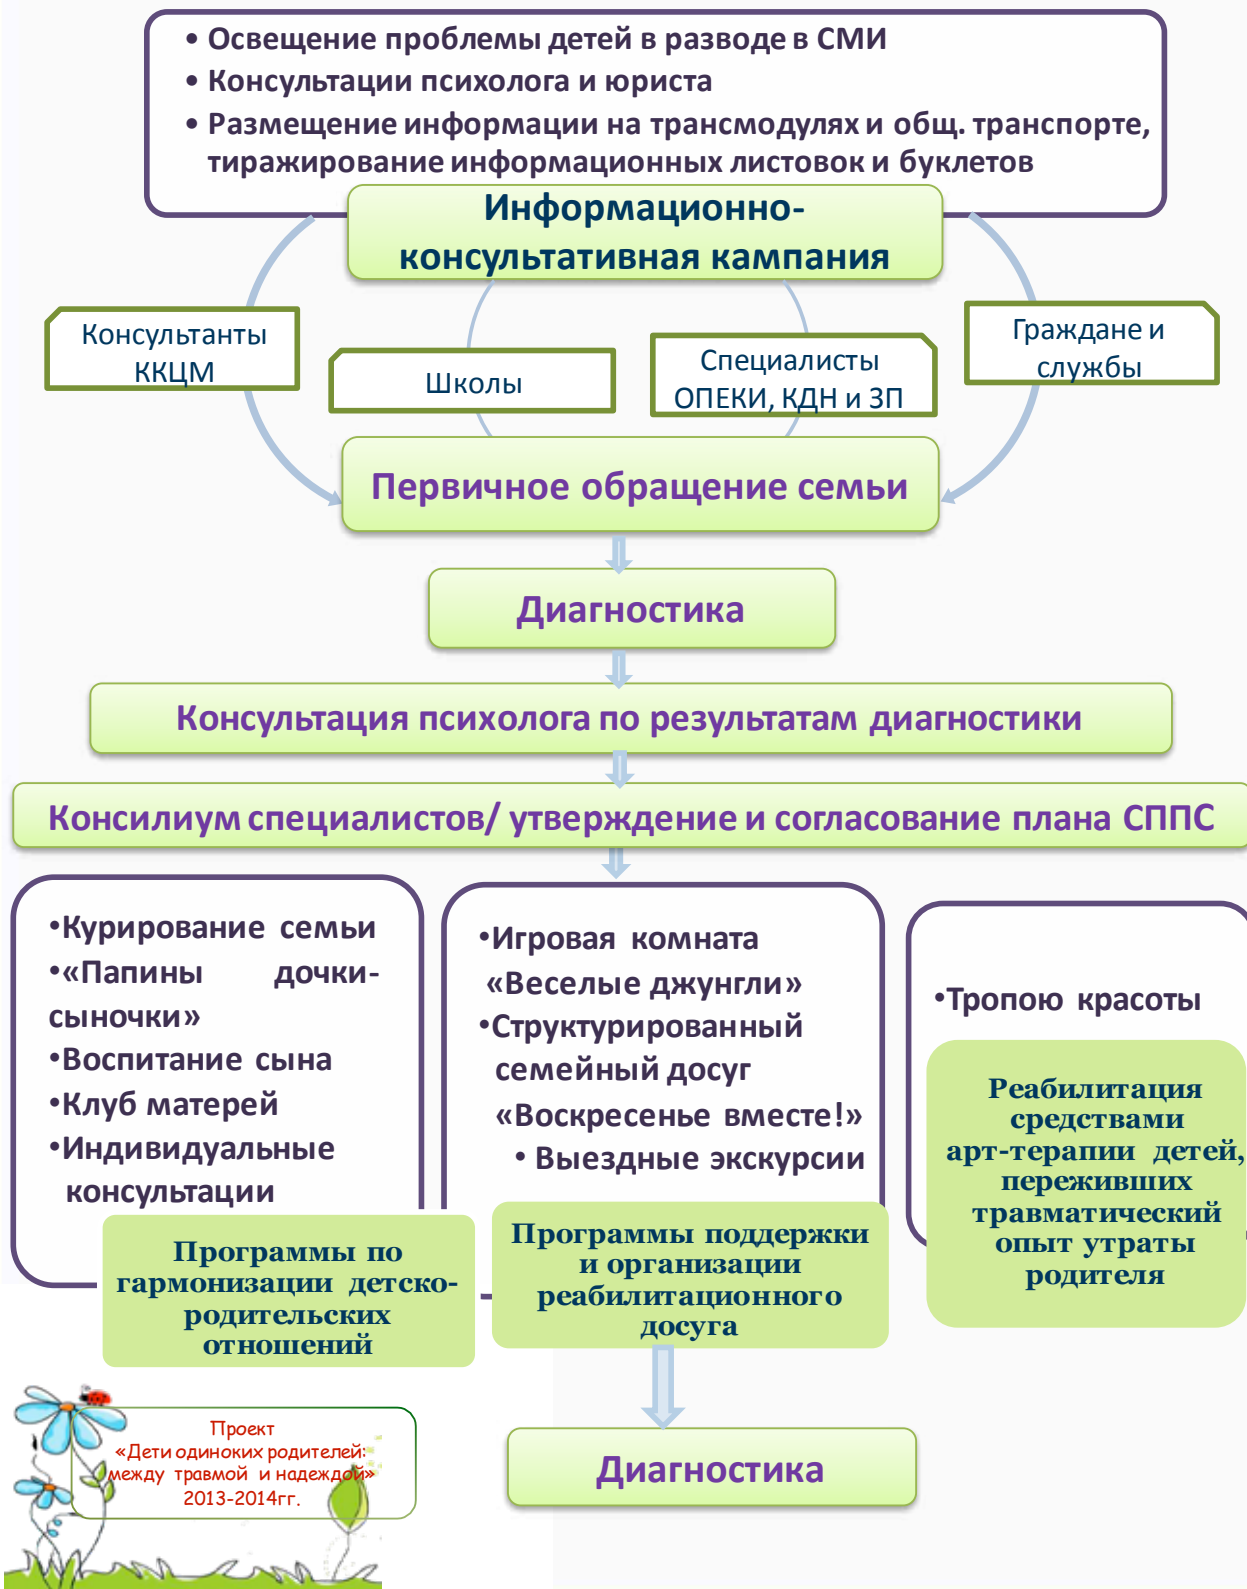 • Освещение проблемы детей в разводе в СМИ
• Консультации психолога и юриста
• Размещение информации на трансмодулях и общ. транспорте,
тиражирование информационных листовок и буклетов
Информационно-
консультативная кампания
Консультанты
ККЦМ
Школы
Специалисты
ОПЕКИ, КДН и ЗП
Граждане и
службы
Первичное обращение семьи
Диагностика
Консультация психолога по результатам диагностики
Консилиум специалистов/ утверждение и согласование плана СППС
•Курирование семьи
•«Папины дочки-
сыночки»
•Воспитание сына
•Клуб матерей
•Индивидуальные
консультации
Программы по
гармонизации детско-
родительских
отношений
•Игровая комната
«Веселые джунгли»
•Структурированный
семейный досуг
«Воскресенье вместе!»
• Выездные экскурсии
Программы поддержки
и организации
реабилитационного
досуга
•Тропою красоты
Реабилитация
средствами
арт-терапии детей,
переживших
травматический
опыт утраты
родителя
Диагностика
Проект
«Дети одиноких родителей:
между травмой и надеждой»
2013-2014гг.